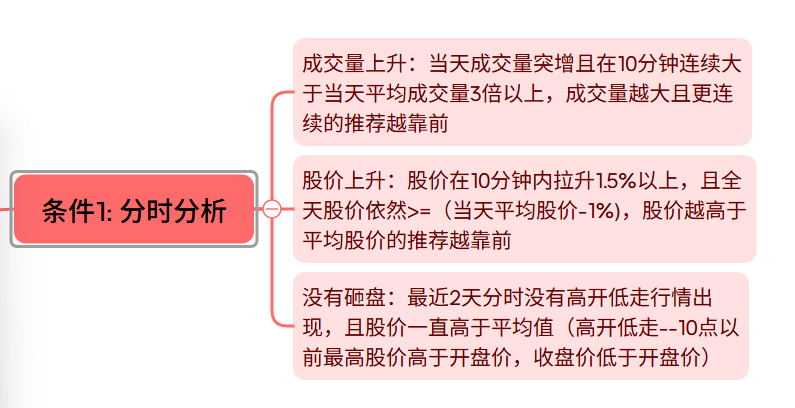 条件1: 分时分析
成交量上升：当天成交量突增且在10分钟连续大
于当天平均成交量3倍以上，成交量越大且更连
续的推荐越靠前
股价上升：股价在10分钟内拉升1.5%以上，且全
天股价依然>=（当天平均股价-1%)，股价越高于
平均股价的推荐越靠前
没有砸盘：最近2天分时没有高开低走行情出
现，且股价一直高于平均值（高开低走--10点以
前最高股价高于开盘价，收盘价低于开盘价）